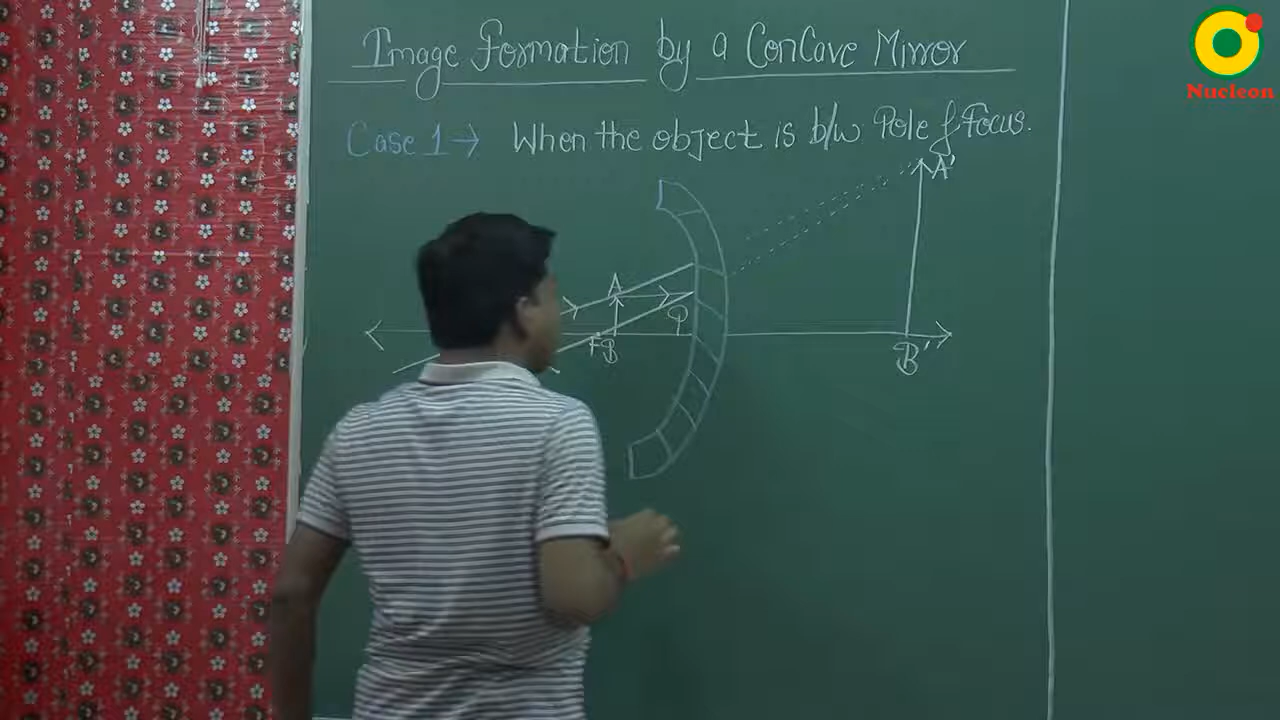 Image Formation by a Concave Mirror
Nucleon
Case 1→ When the object is b/w Pole & Focus.
A'
A
P
F B
B'